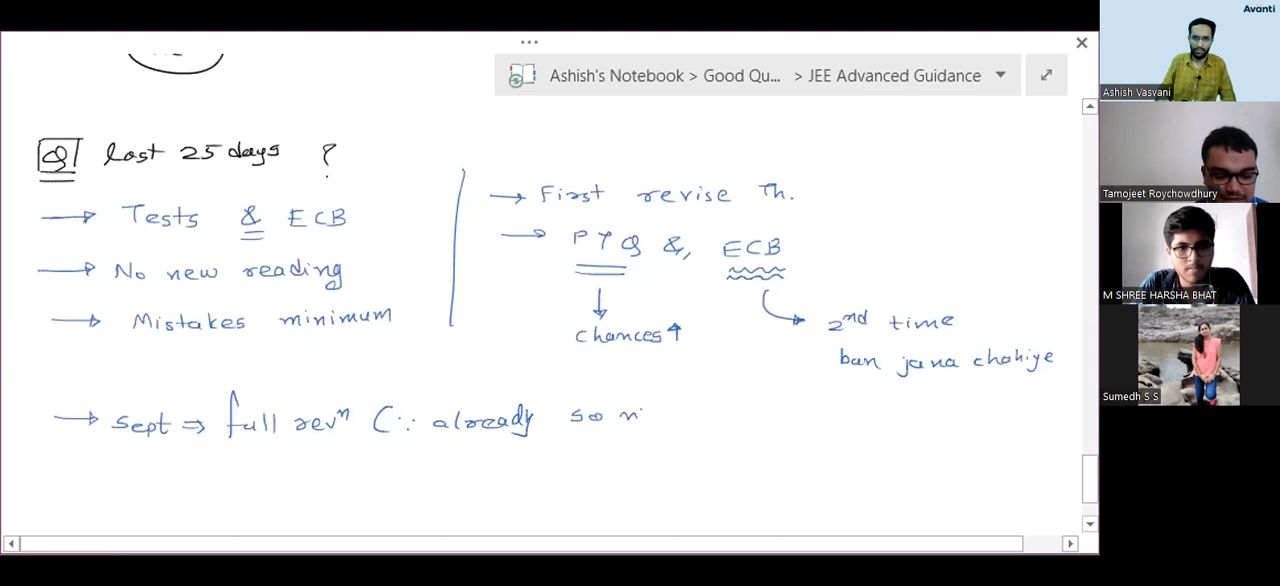 Avanti
Ashish's Notebook > Good Qu... > JEE Advanced Guidance
Ashish Vasvani
Q last 25 days ?
→ Tests & ECB
→ No new reading
→ Mistakes minimum
→ First revise Th.
→ PYQ & ECB
↓
Chances ↑
2nd time
ban jana chahiye
→ Sept ⇒ full revn (∵ already so
Tamojeet Roychowdhury
M SHREE HARSHA BHAT
Sumedh S S